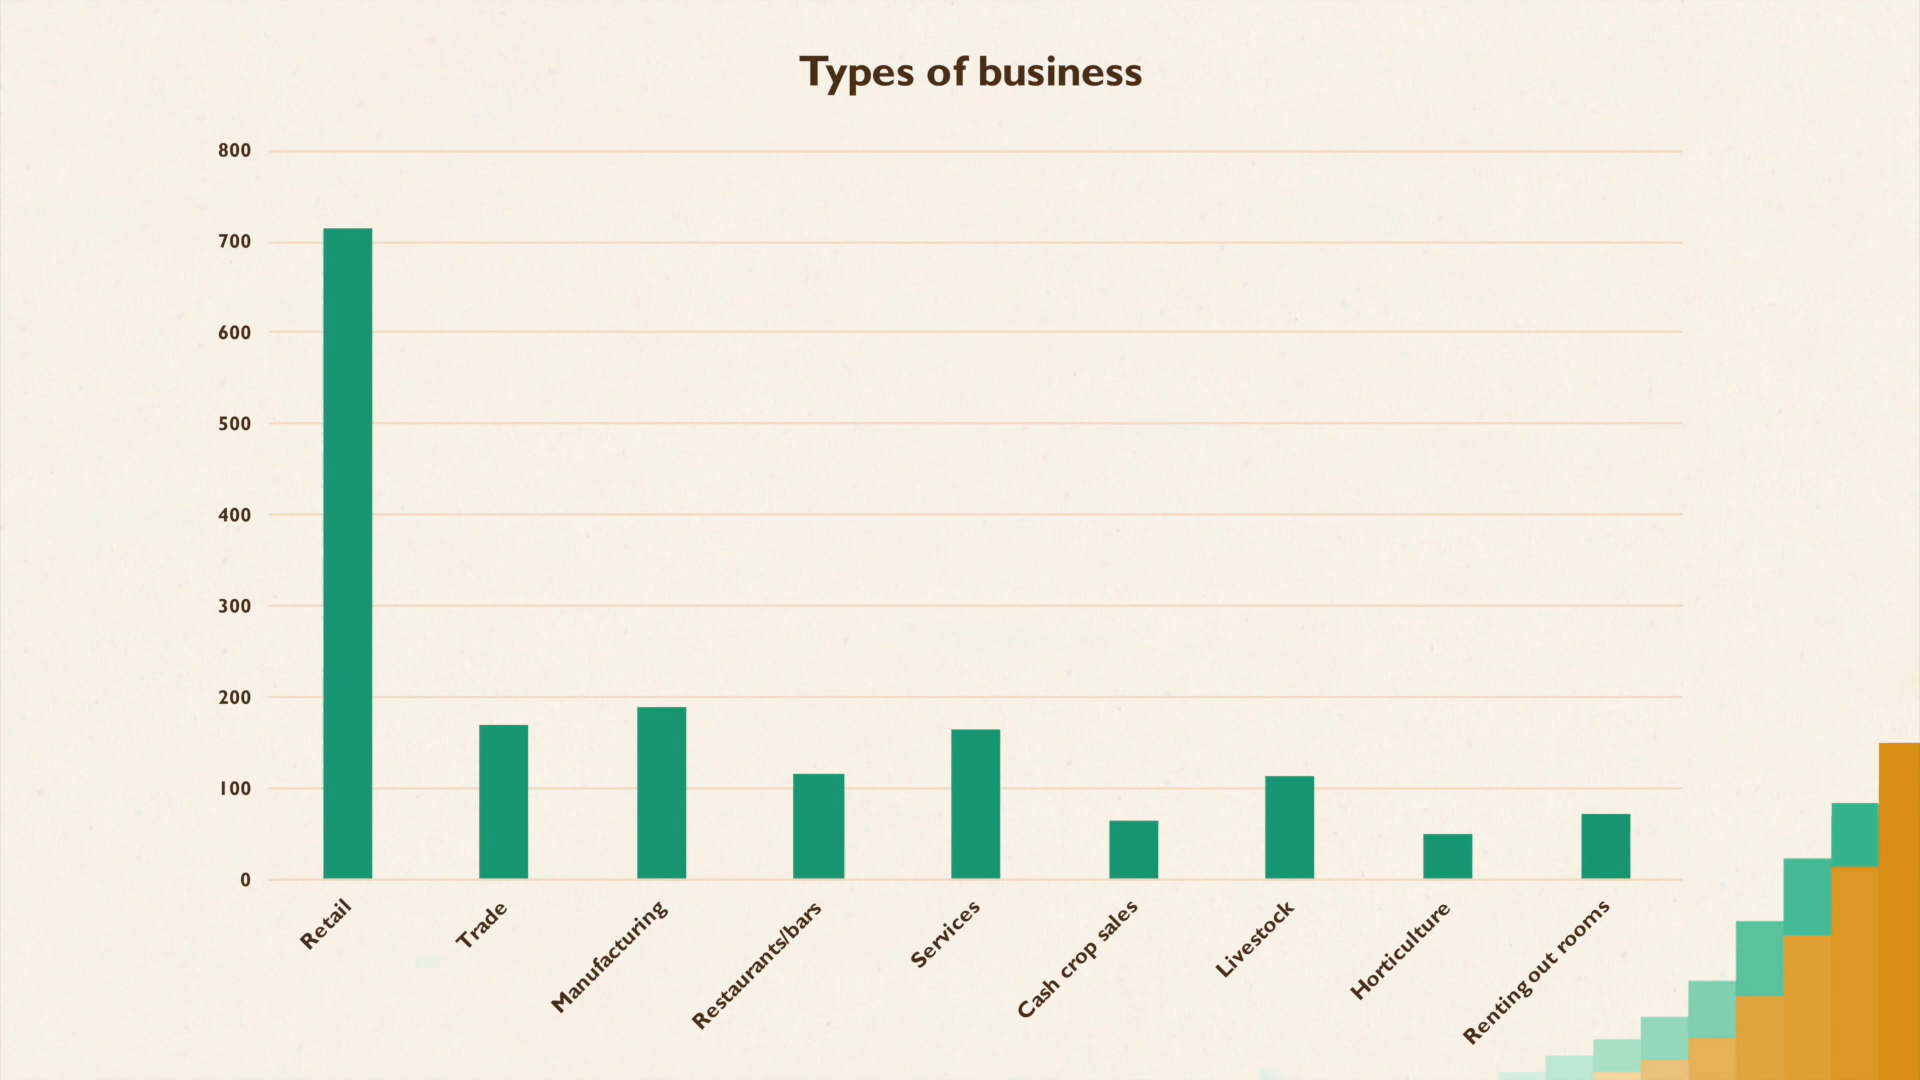 Types of business
800
700
600
500
400
300
200
100
0
Retail
Trade
Manufacturing
Restaurants/bars
Services
Cash crop sales
Livestock
Horticulture
Renting out rooms